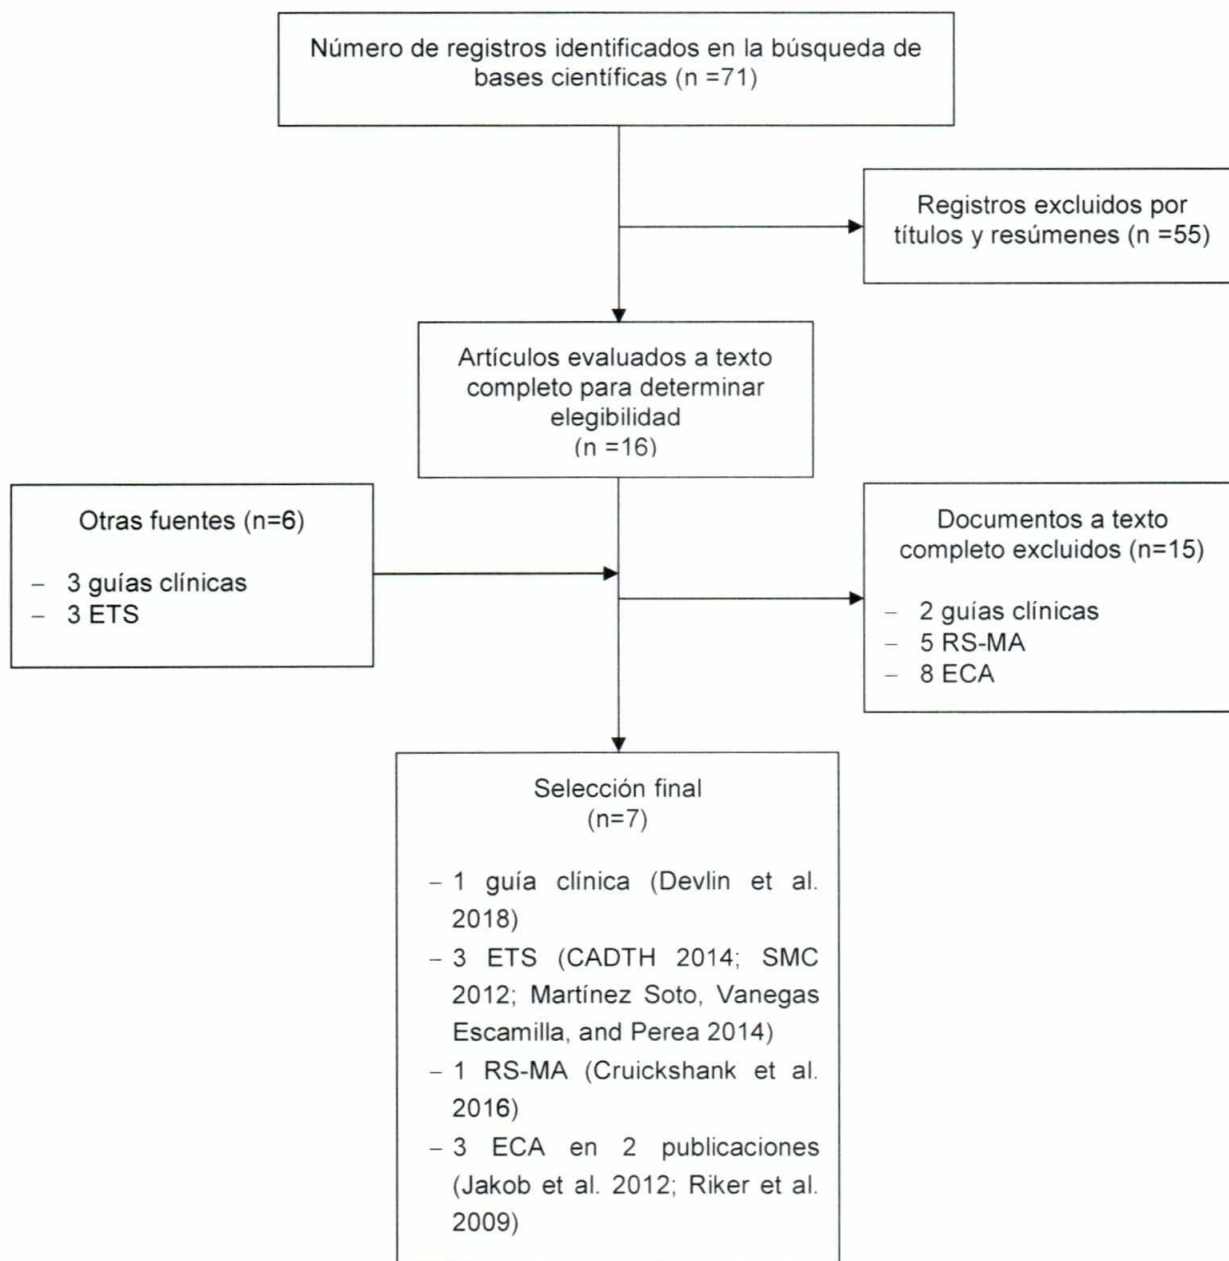 Número de registros identificados en la búsqueda de
bases científicas (n =71)
Registros excluidos por
títulos y resúmenes (n =55)
Artículos evaluados a texto
completo para determinar
elegibilidad
(n =16)
Otras fuentes (n=6)
– 3 guías clínicas
– 3 ETS
Documentos a texto
completo excluidos (n=15)
– 2 guías clínicas
– 5 RS-MA
– 8 ECA
Selección final
(n=7)
– 1 guía clínica (Devlin et al.
2018)
– 3 ETS (CADTH 2014; SMC
2012; Martínez Soto, Vanegas
Escamilla, and Perea 2014)
– 1 RS-MA (Cruickshank et al.
2016)
– 3 ECA en 2 publicaciones
(Jakob et al. 2012; Riker et al.
2009)